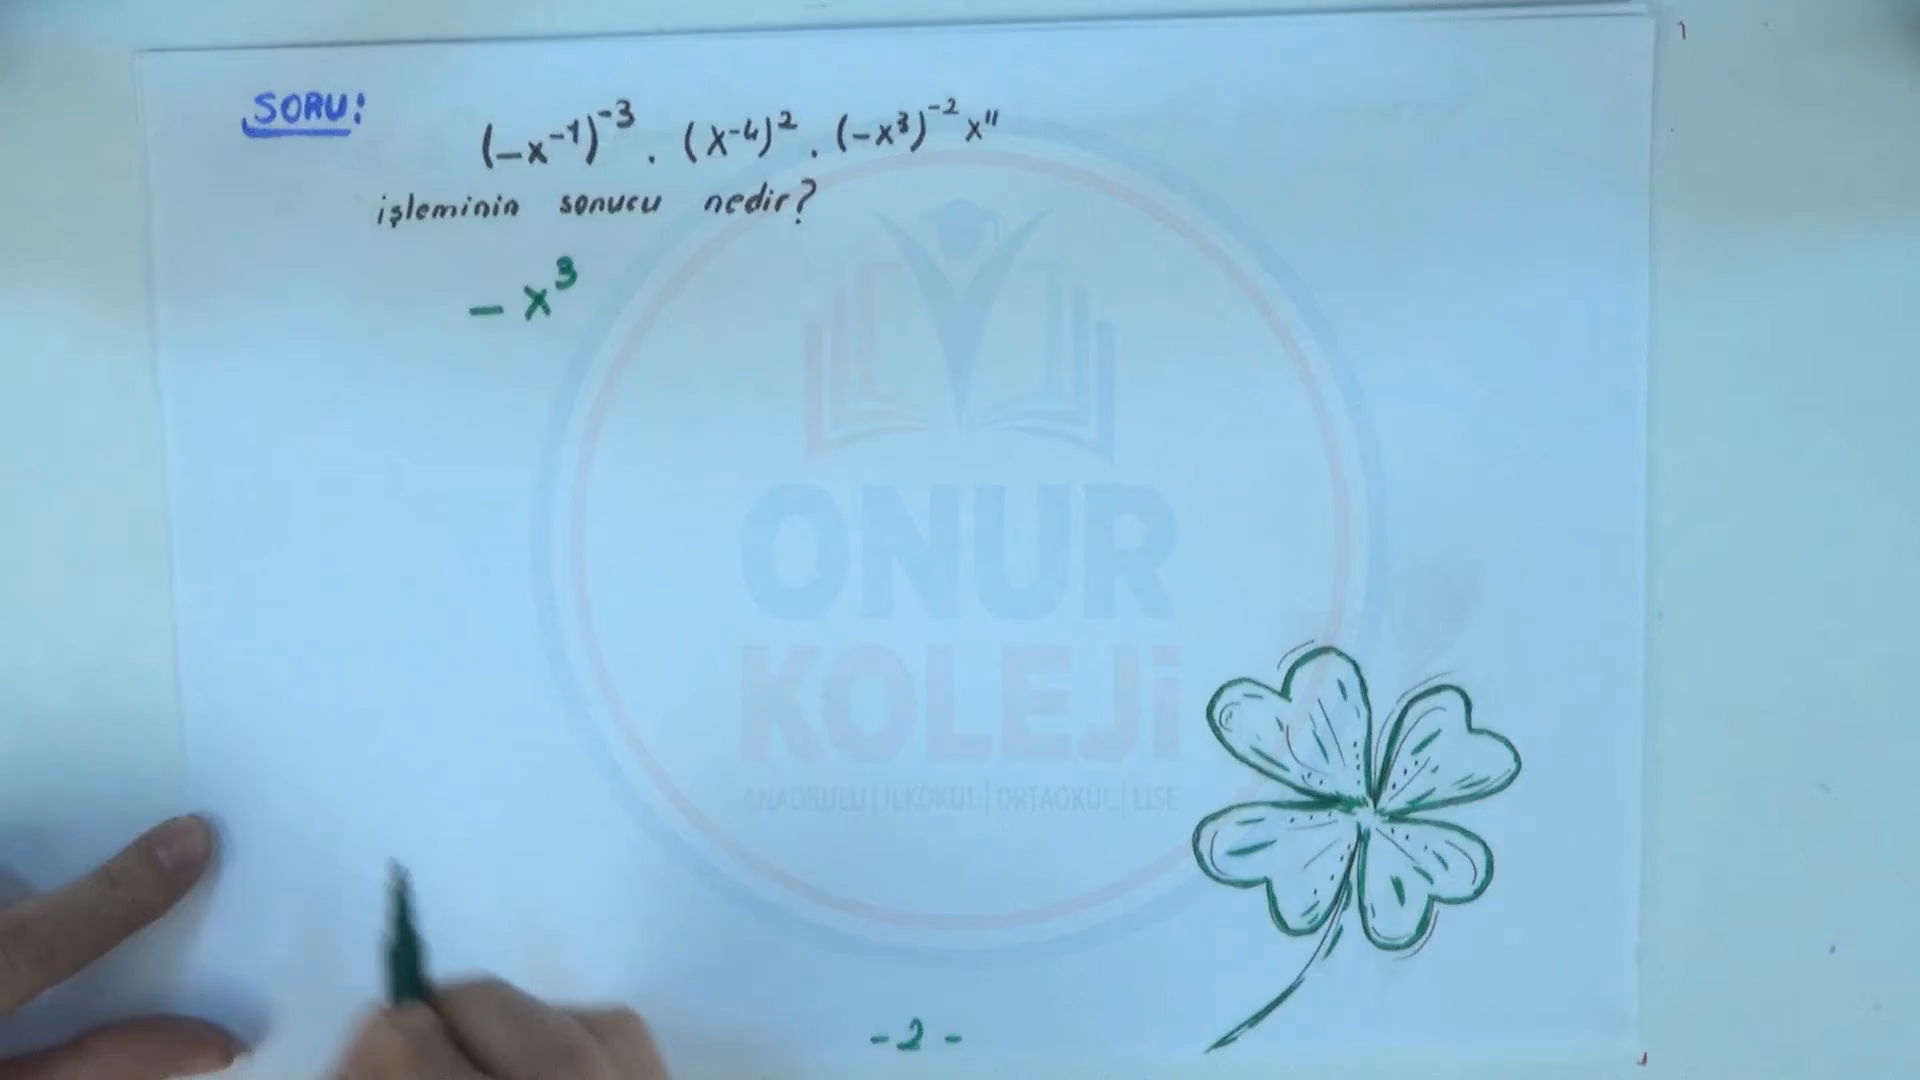 SORU:
(-x⁻¹)⁻³ . (x⁻⁴)² . (-x³)⁻² x¹¹
işleminin sonucu nedir?
- x³
ONUR
KOLEJİ
ANAOKULU | İLKOKUL | ORTAOKUL | LİSE
- 2 -